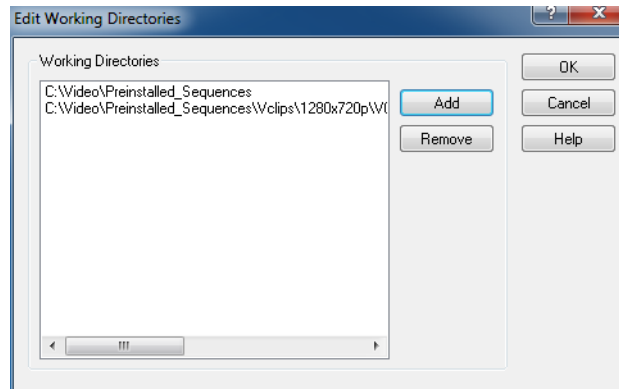 Edit Working Directories
Working Directories
C:\Video\Preinstalled_Sequences
C:\Video\Preinstalled_Sequences\Vclips\1280x720p\
Add
Remove
OK
Cancel
Help